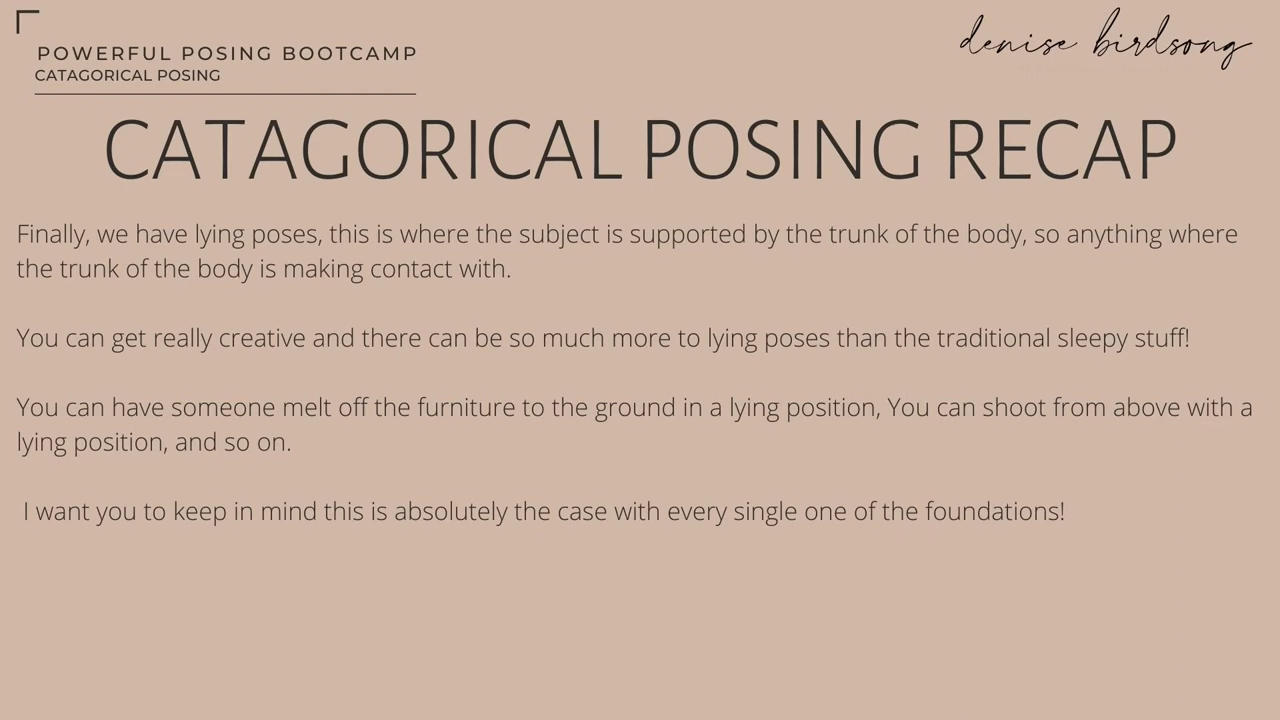 POWERFUL POSING BOOTCAMP
CATAGORICAL POSING
denise birdsong
CATAGORICAL POSING RECAP
Finally, we have lying poses, this is where the subject is supported by the trunk of the body, so anything where
the trunk of the body is making contact with.
You can get really creative and there can be so much more to lying poses than the traditional sleepy stuff!
You can have someone melt off the furniture to the ground in a lying position, You can shoot from above with a
lying position, and so on.
I want you to keep in mind this is absolutely the case with every single one of the foundations!